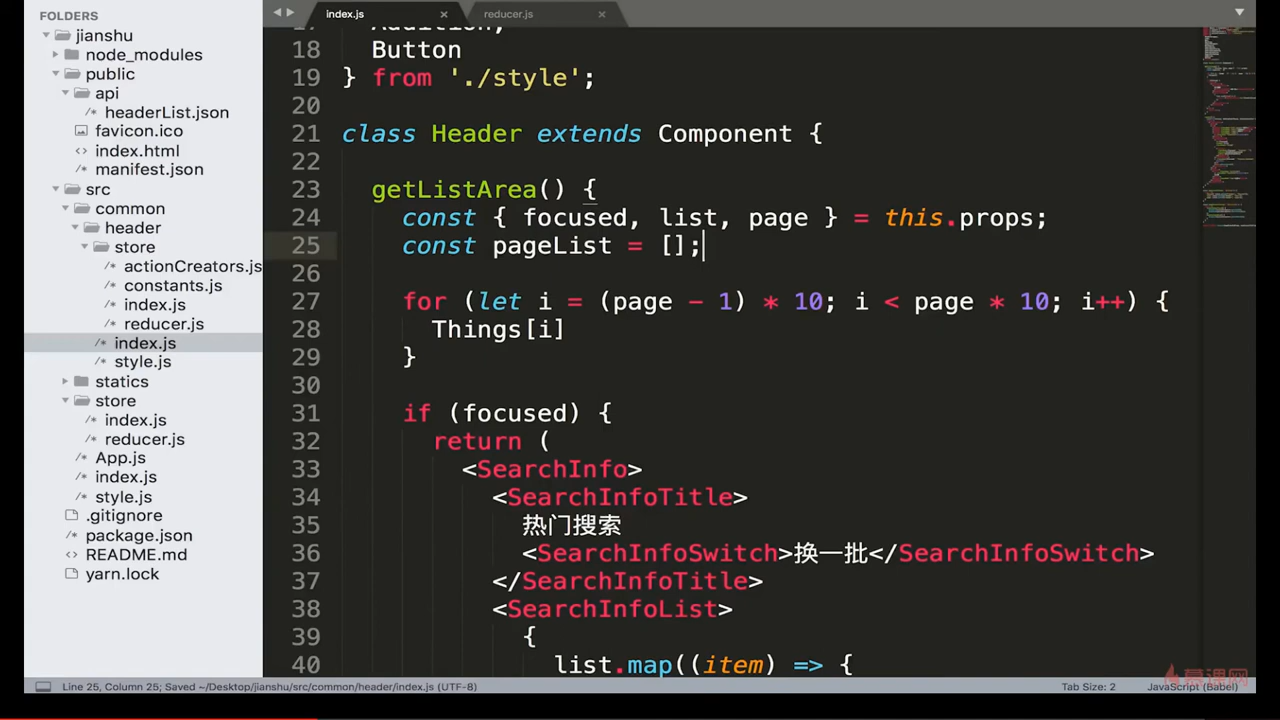 FOLDERS
jianshu
node_modules
public
api
headerList.json
favicon.ico
index.html
manifest.json
src
common
header
store
actionCreators.js
constants.js
index.js
reducer.js
index.js
style.js
statics
store
index.js
reducer.js
App.js
index.js
style.js
.gitignore
package.json
README.md
yarn.lock
index.js × reducer.js ×
17 Addition,
18 Button
19 } from './style';
20
21 class Header extends Component {
22
23 getListArea() {
24 const { focused, list, page } = this.props;
25 const pageList = [];
26
27 for (let i = (page - 1) * 10; i < page * 10; i++) {
28 Things[i]
29 }
30
31 if (focused) {
32 return (
33 <SearchInfo>
34 <SearchInfoTitle>
35 热门搜索
36 <SearchInfoSwitch>换一批</SearchInfoSwitch>
37 </SearchInfoTitle>
38 <SearchInfoList>
39 {
40 list.map((item) => {
慕课网
Line 25, Column 25; Saved ~/Desktop/jianshu/src/common/header/index.js (UTF-8) Tab Size: 2 JavaScript (Babel)